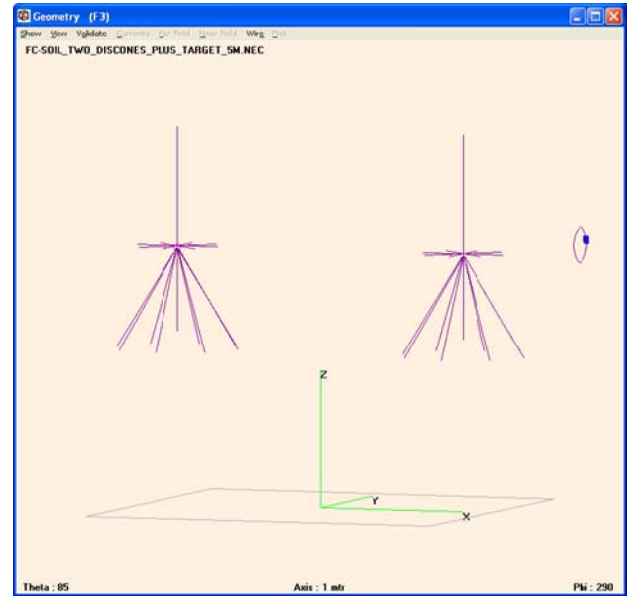 Geometry (F3)
Show View Validate Currents Far field Near field Wire Plot
FC-SOIL_TWO_DISCONES_PLUS_TARGET_5M.NEC
Z
Y
X
Theta : 85 Axis : 1 mtr Phi : 290